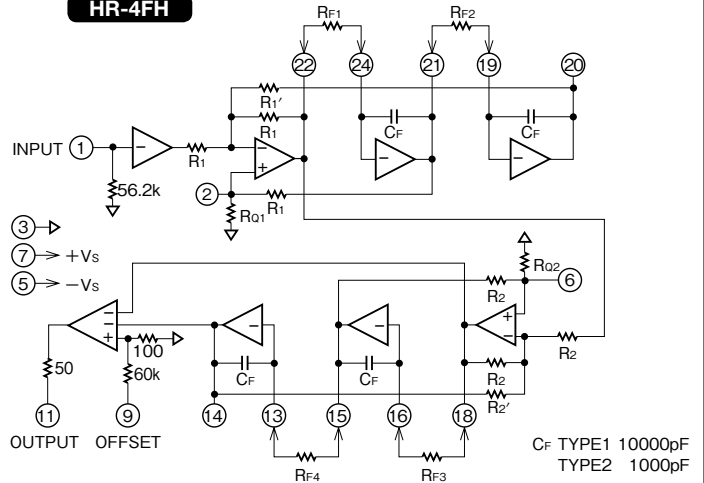 HR-4FH
RF1
RF2
22
24
21
19
20
R1'
R1
CF
CF
INPUT
1
−
R1
−
+
−
−
56.2k
2
R1
RQ1
3
7
+VS
5
−VS
RQ2
6
R2
+
−
R2
−
−
+
−
−
100
50
60k
CF
CF
R2
R2'
11
9
14
13
15
16
18
OUTPUT
OFFSET
RF4
RF3
CF TYPE1 10000pF
TYPE2 1000pF